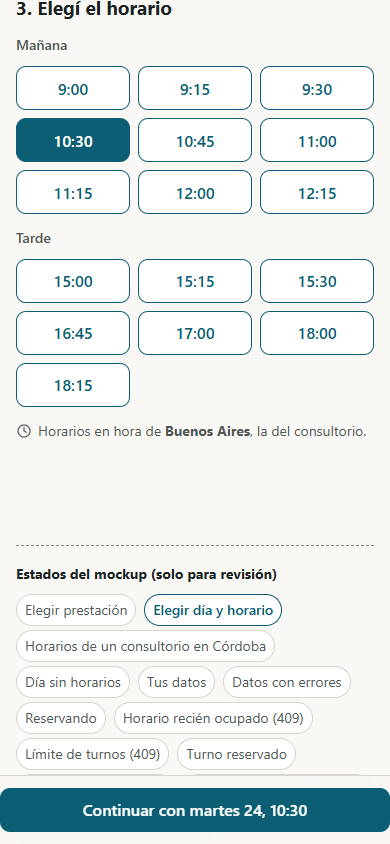 3. Elegí el horario
Mañana
9:00 9:15 9:30
10:30 10:45 11:00
11:15 12:00 12:15
Tarde
15:00 15:15 15:30
16:45 17:00 18:00
18:15
Horarios en hora de Buenos Aires, la del consultorio.
Estados del mockup (solo para revisión)
Elegir prestación Elegir día y horario
Horarios de un consultorio en Córdoba
Día sin horarios Tus datos Datos con errores
Reservando Horario recién ocupado (409)
Límite de turnos (409) Turno reservado
Continuar con martes 24, 10:30